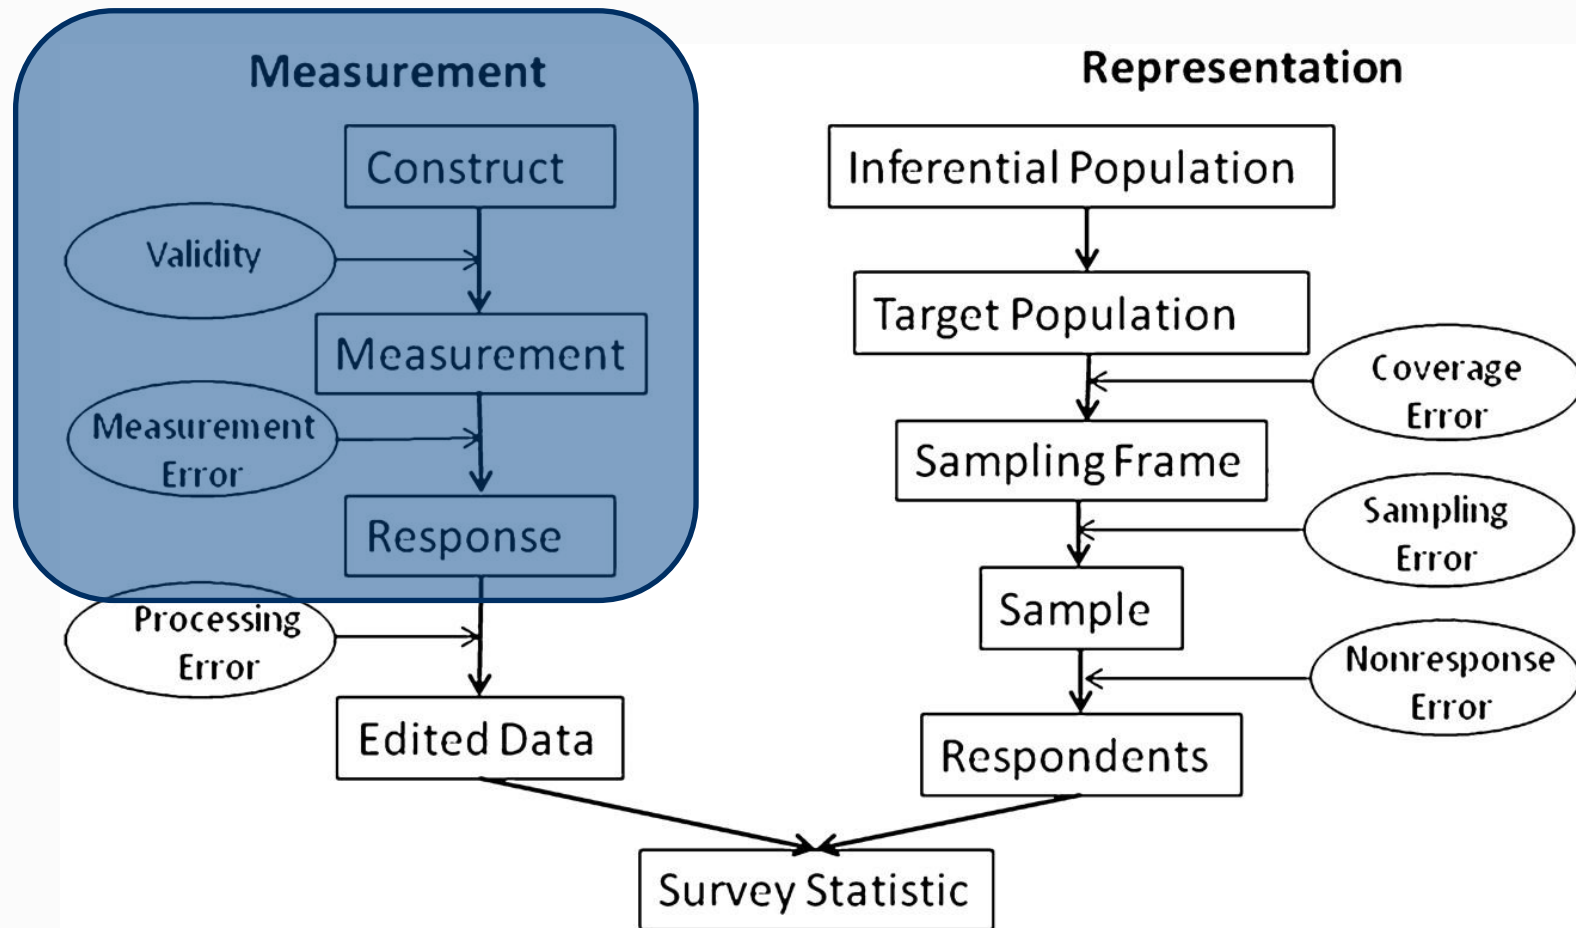 Measurement
Construct
Validity
Measurement
Measurement
Error
Response
Processing
Error
Edited Data
Representation
Inferential Population
Target Population
Coverage
Error
Sampling Frame
Sampling
Error
Sample
Nonresponse
Error
Respondents
Survey Statistic